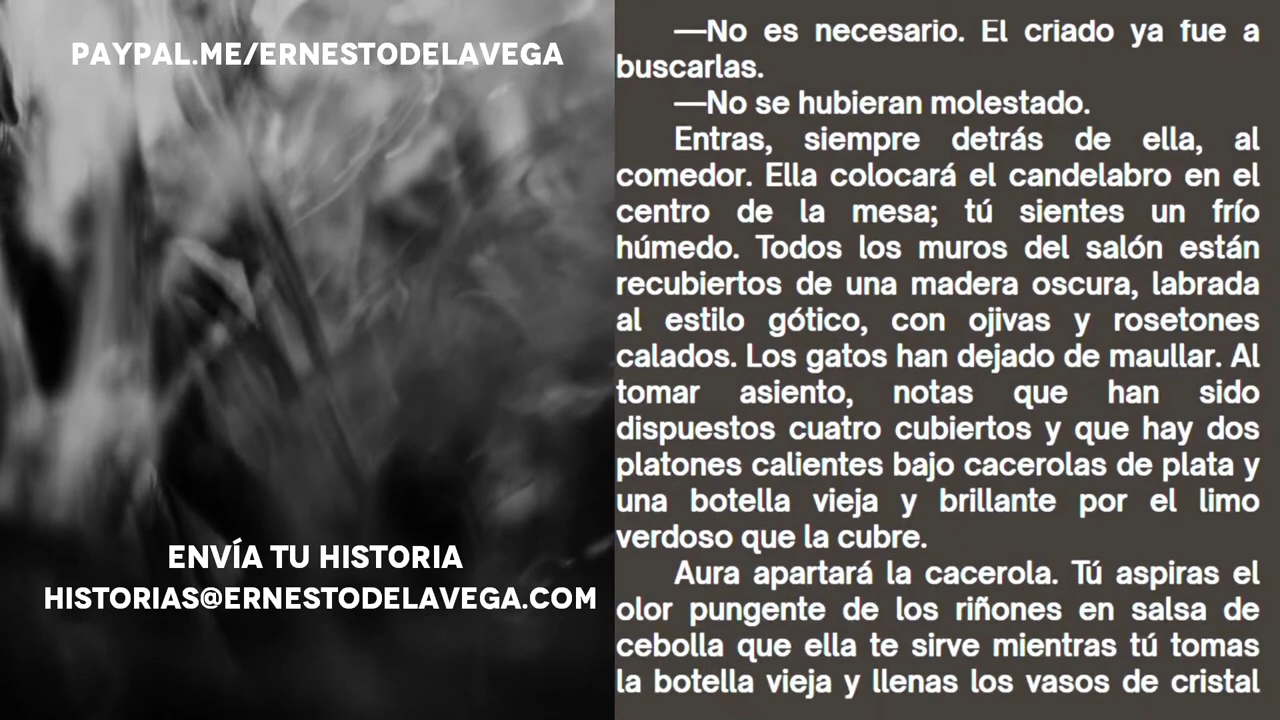 PAYPAL.ME/ERNESTODELAVEGA
ENVÍA TU HISTORIA
HISTORIAS@ERNESTODELAVEGA.COM
—No es necesario. El criado ya fue a
buscarlas.
—No se hubieran molestado.
Entras, siempre detrás de ella, al
comedor. Ella colocará el candelabro en el
centro de la mesa; tú sientes un frío
húmedo. Todos los muros del salón están
recubiertos de una madera oscura, labrada
al estilo gótico, con ojivas y rosetones
calados. Los gatos han dejado de maullar. Al
tomar asiento, notas que han sido
dispuestos cuatro cubiertos y que hay dos
platones calientes bajo cacerolas de plata y
una botella vieja y brillante por el limo
verdoso que la cubre.
Aura apartará la cacerola. Tú aspiras el
olor pungente de los riñones en salsa de
cebolla que ella te sirve mientras tú tomas
la botella vieja y llenas los vasos de cristal